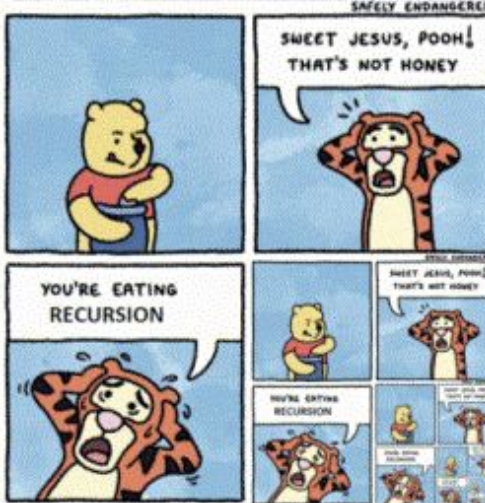 SAFELY ENDANGERED
SWEET JESUS, POOH!
THAT'S NOT HONEY
YOU'RE EATING
RECURSION
SWEET JESUS, POOH!
THAT'S NOT HONEY
YOU'RE EATING
RECURSION